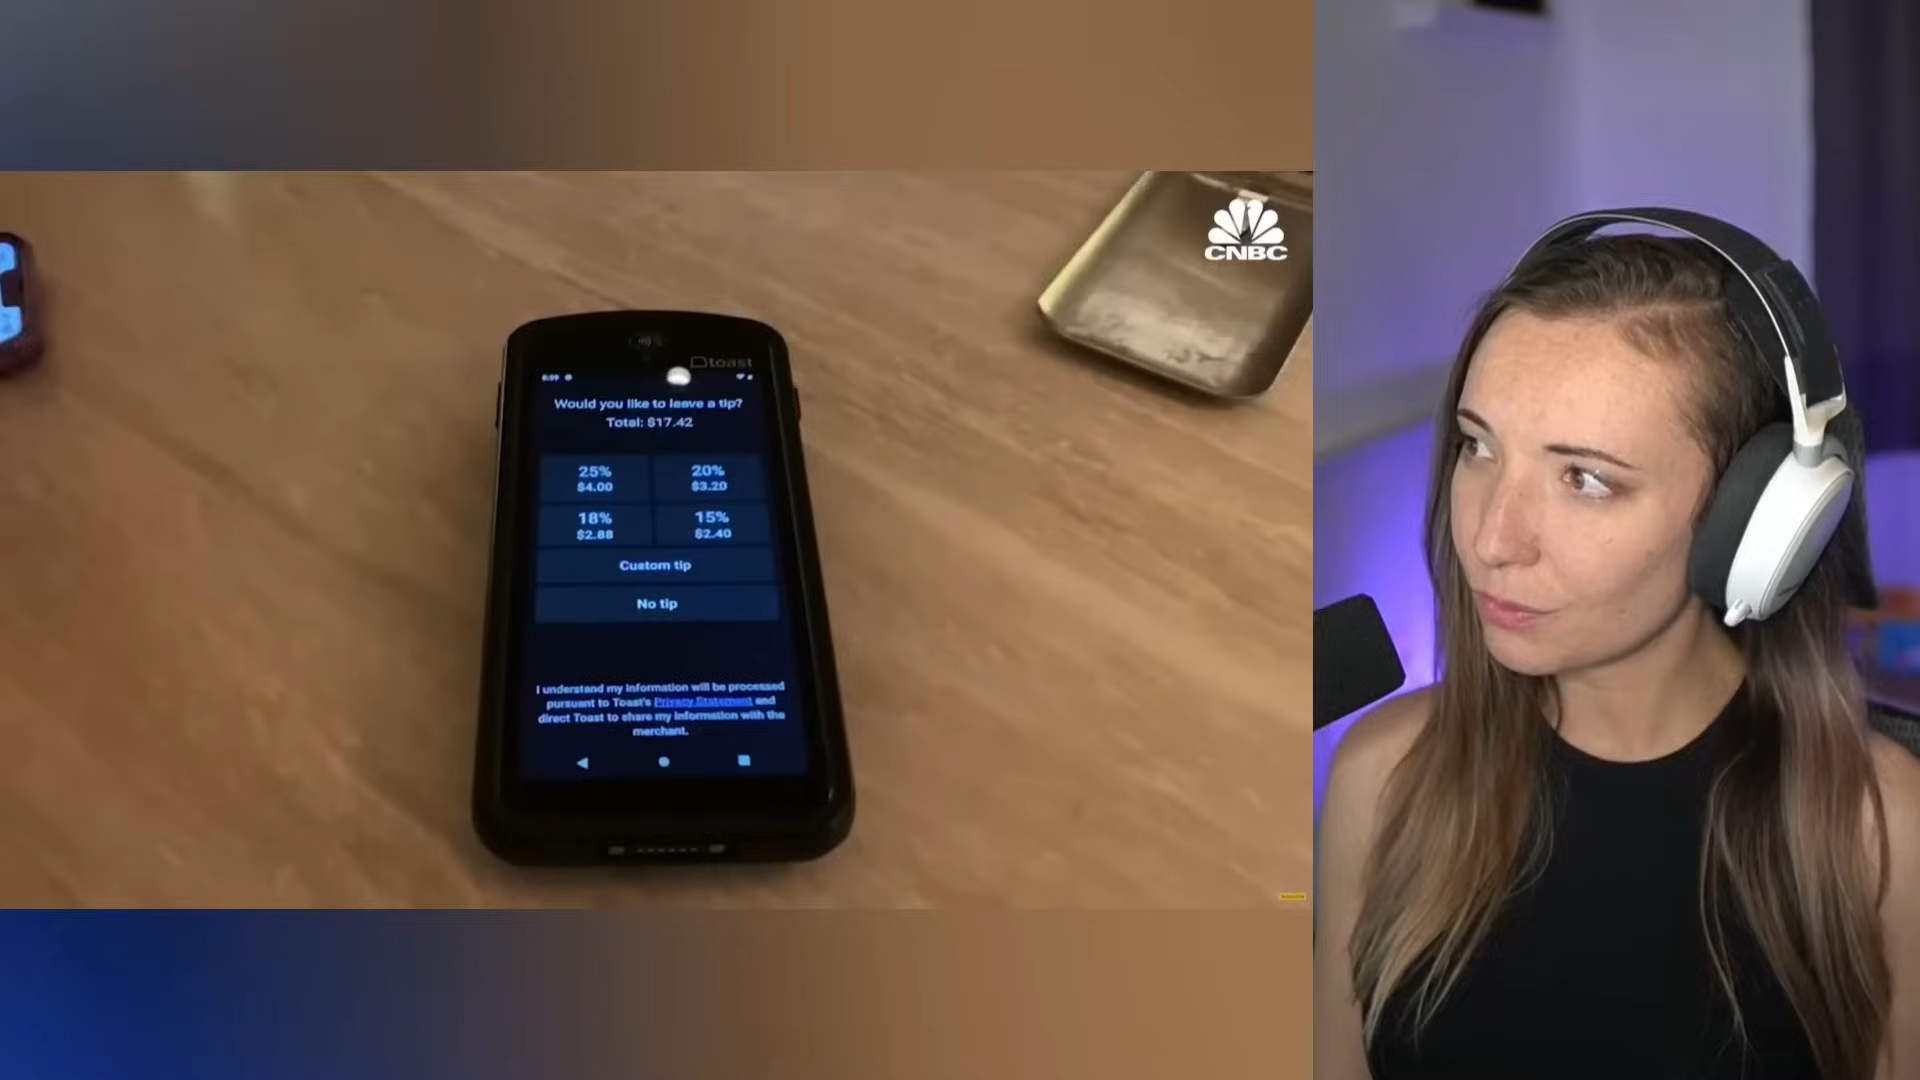 CNBC
toast
8:59
Would you like to leave a tip?
Total: $17.42
25%
$4.00
20%
$3.20
18%
$2.88
15%
$2.40
Custom tip
No tip
I understand my information will be processed
pursuant to Toast's Privacy Statement and
direct Toast to share my information with the
merchant.